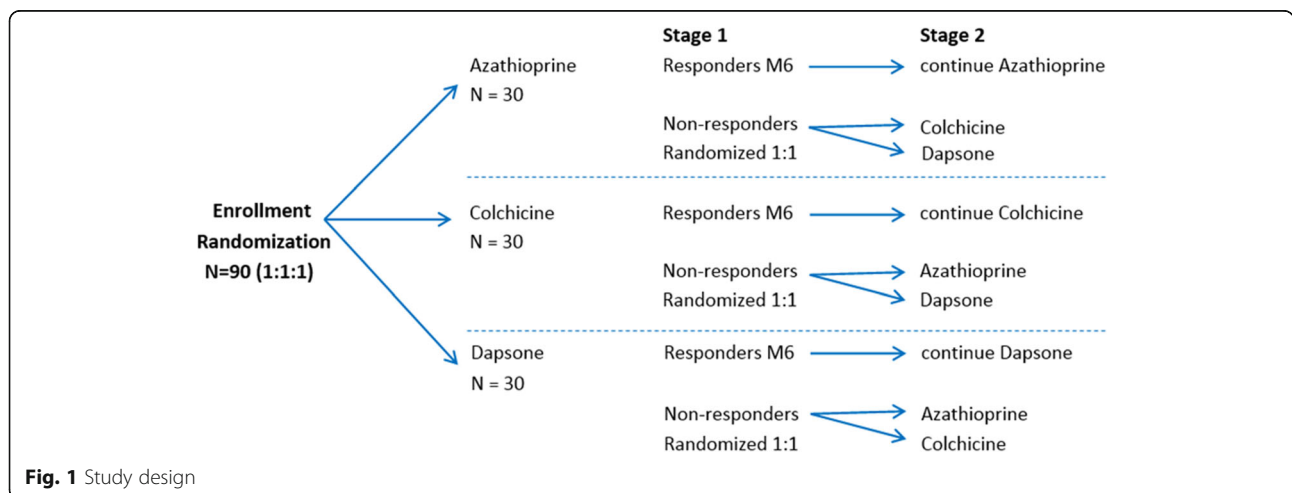 Stage 1 Stage 2
Azathioprine Responders M6 continue Azathioprine
N = 30
Non-responders Colchicine
Randomized 1:1 Dapsone
Enrollment
Randomization
N=90 (1:1:1)
Colchicine Responders M6 continue Colchicine
N = 30
Non-responders Azathioprine
Randomized 1:1 Dapsone
Dapsone Responders M6 continue Dapsone
N = 30
Non-responders Azathioprine
Randomized 1:1 Colchicine
Fig. 1 Study design